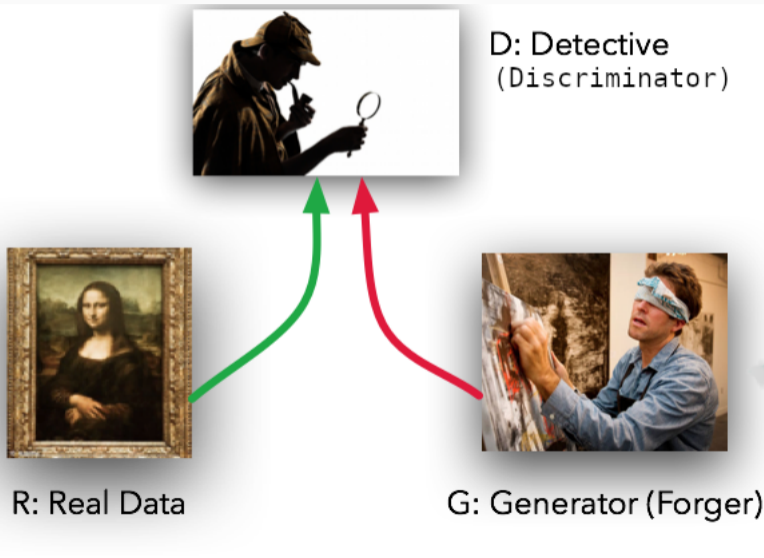 D: Detective
(Discriminator)
R: Real Data
G: Generator (Forger)